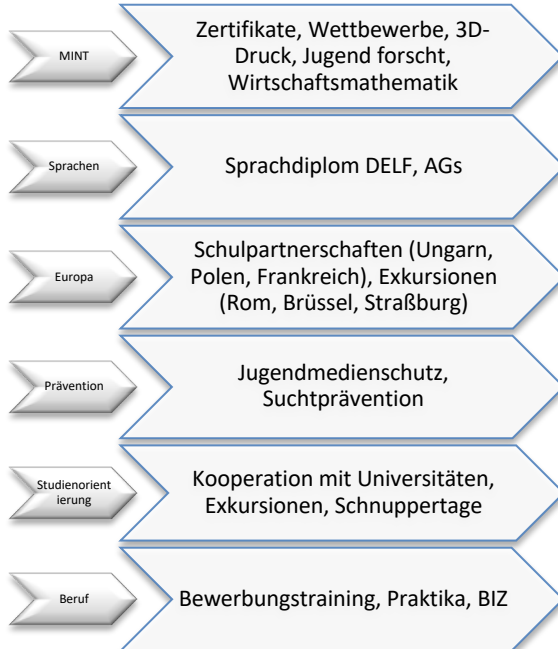 MINT
Zertifikate, Wettbewerbe, 3D-
Druck, Jugend forscht,
Wirtschaftsmathematik
Sprachen
Sprachdiplom DELF, AGs
Europa
Schulpartnerschaften (Ungarn,
Polen, Frankreich), Exkursionen
(Rom, Brüssel, Straßburg)
Prävention
Jugendmedienschutz,
Suchtprävention
Studienorient
ierung
Kooperation mit Universitäten,
Exkursionen, Schnuppertage
Beruf
Bewerbungstraining, Praktika, BIZ